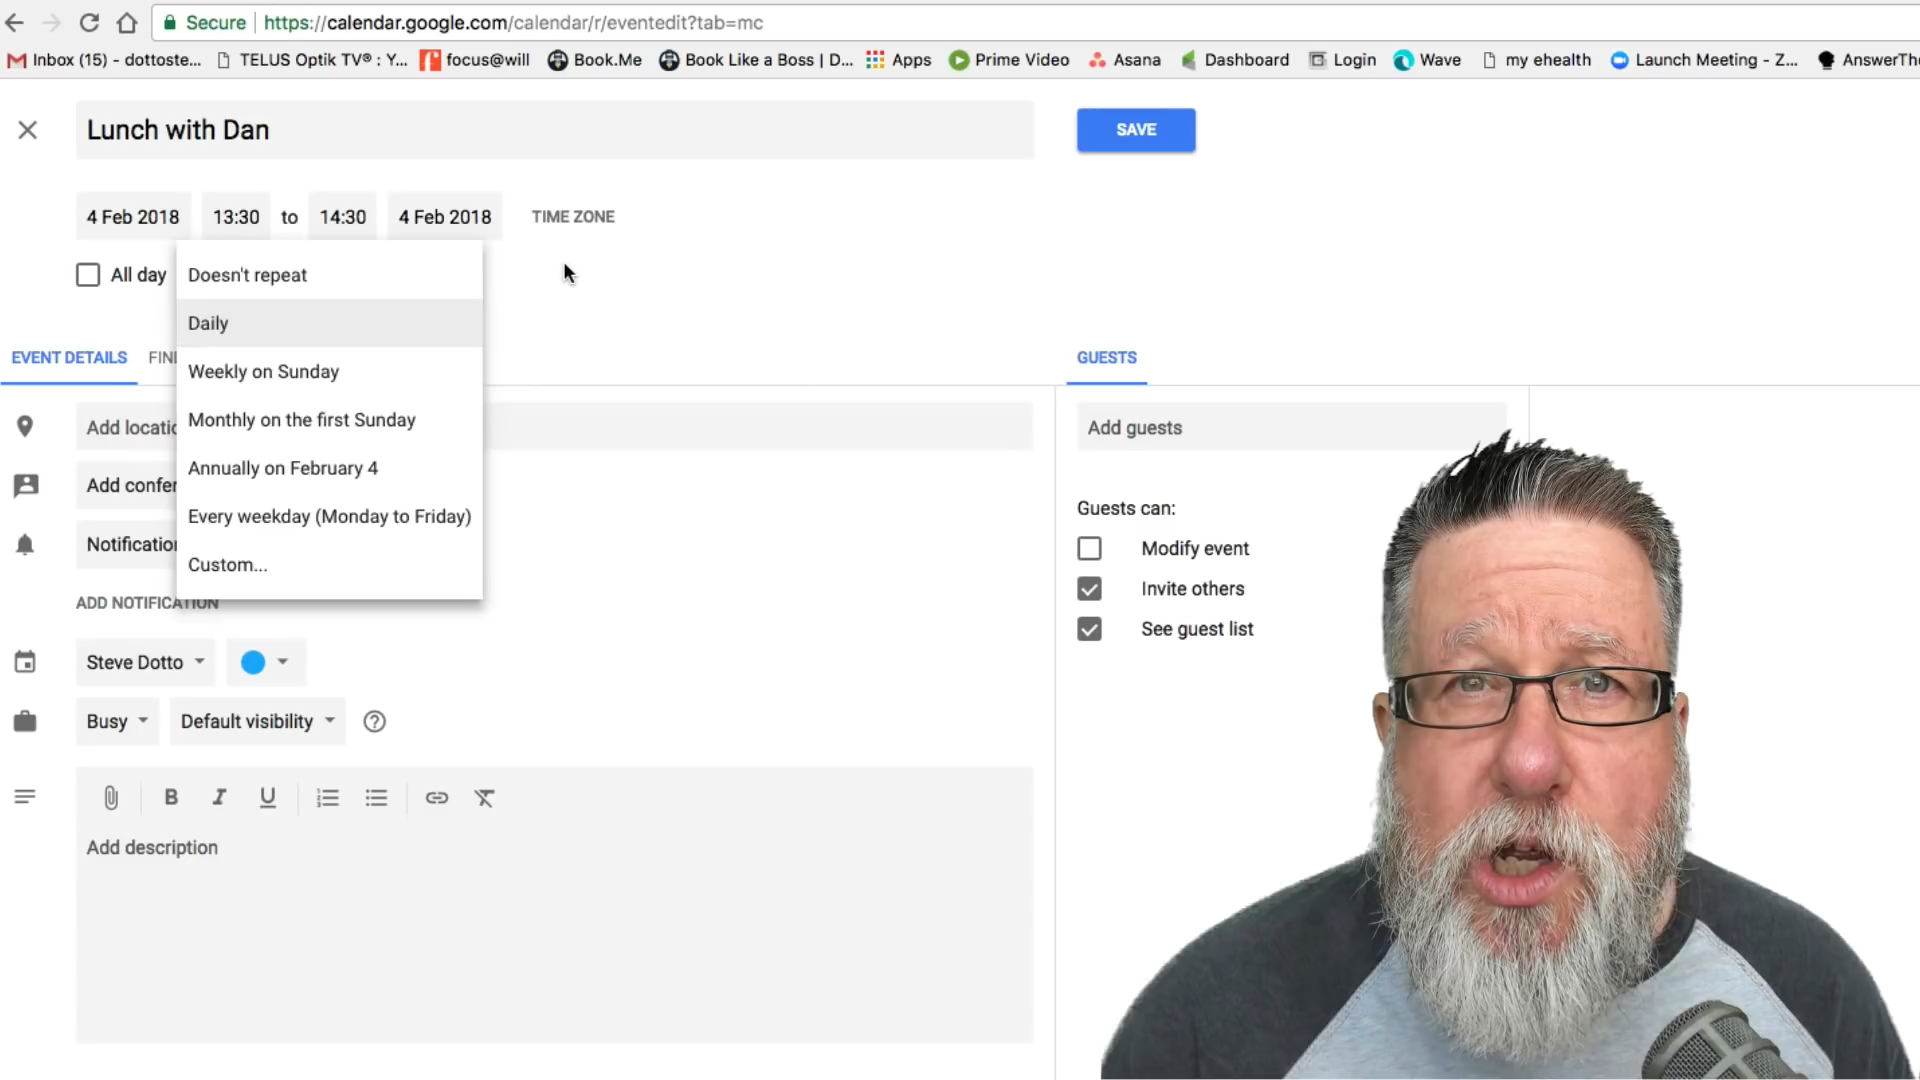 Secure https://calendar.google.com/calendar/r/eventedit?tab=mc
Inbox (15) - dottoste... TELUS Optik TV® : Y... focus@will Book.Me Book Like a Boss | D... Apps Prime Video Asana Dashboard Login Wave my ehealth Launch Meeting - Z... AnswerThe
Lunch with Dan
SAVE
4 Feb 2018 13:30 to 14:30 4 Feb 2018 TIME ZONE
All day
Doesn't repeat
Daily
Weekly on Sunday
Monthly on the first Sunday
Annually on February 4
Every weekday (Monday to Friday)
Custom...
EVENT DETAILS FIN
GUESTS
Add locatio
Add guests
Add confer
Notification
ADD NOTIFICATION
Guests can:
Modify event
Invite others
See guest list
Steve Dotto
Busy Default visibility
B I U
Add description